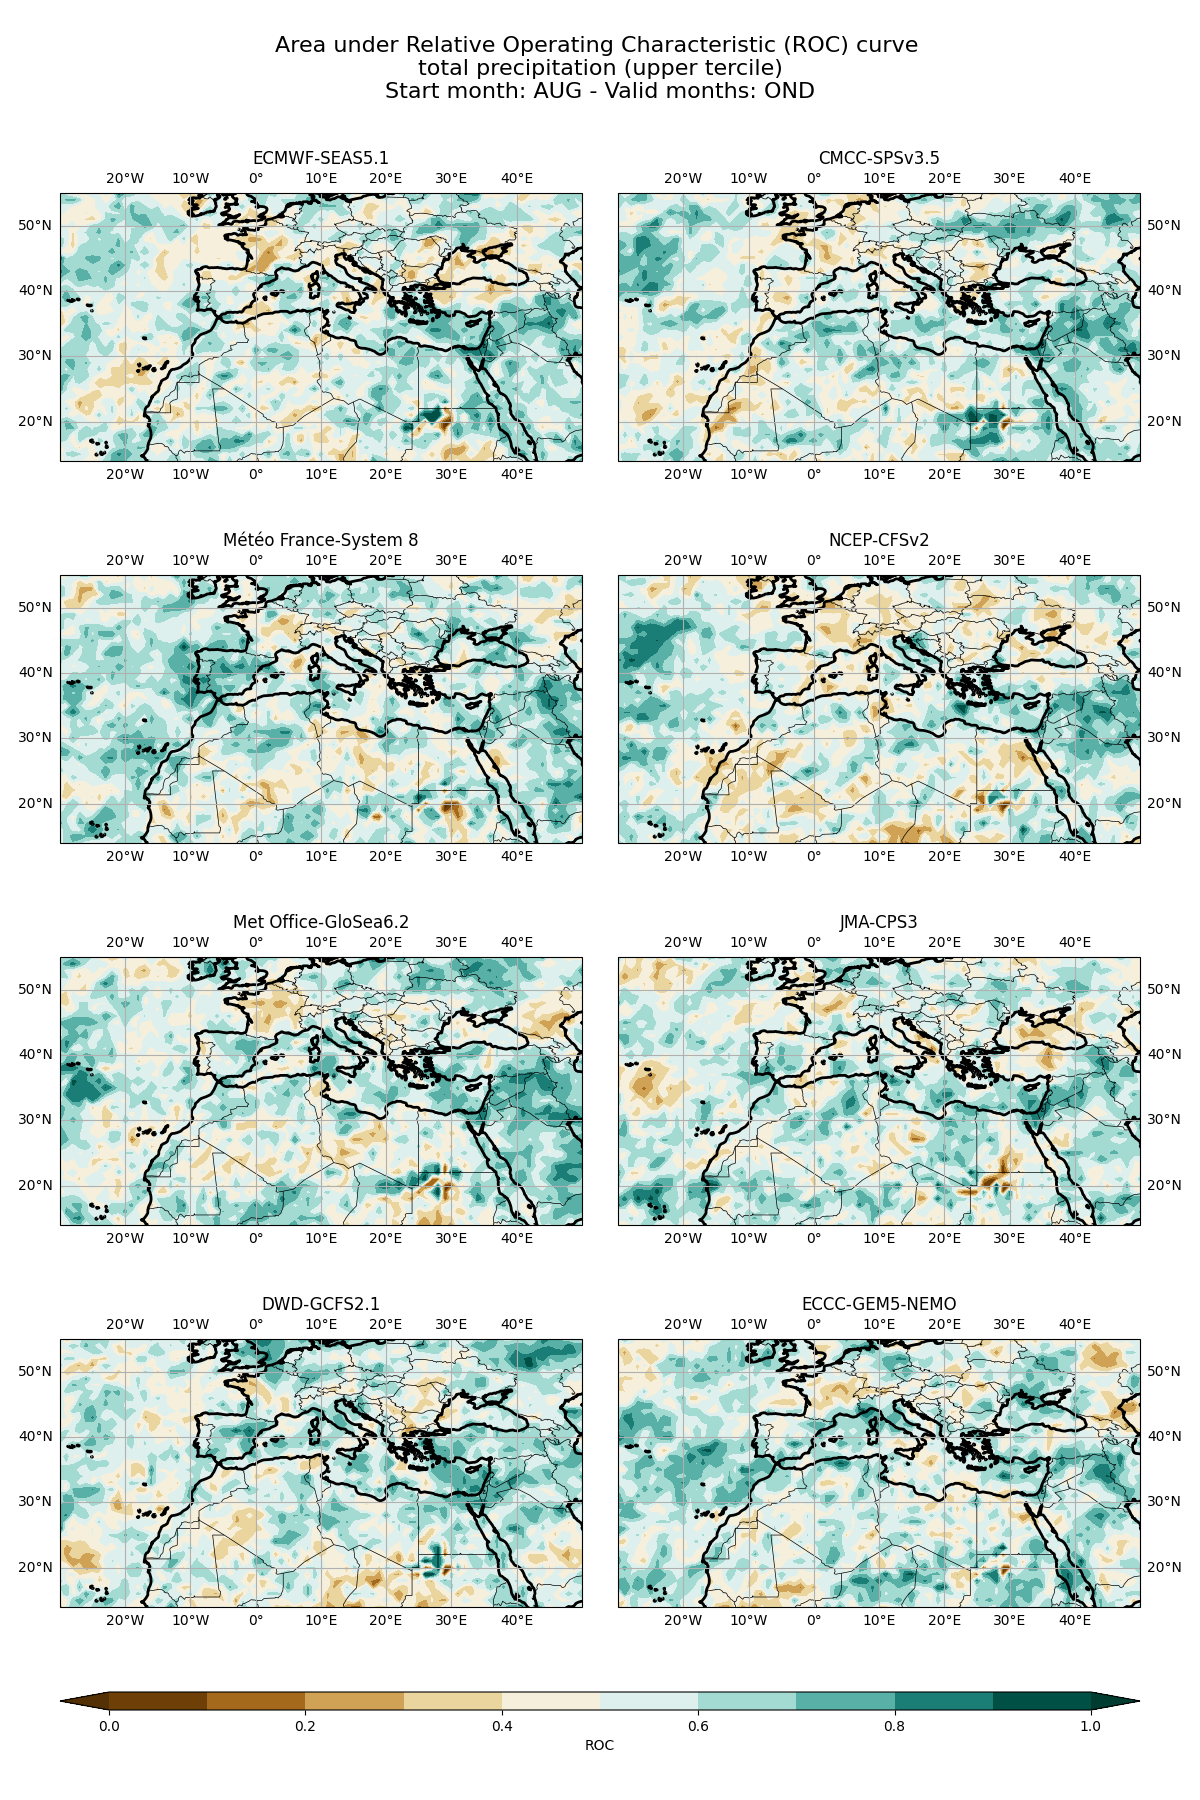 Area under Relative Operating Characteristic (ROC) curve
total precipitation (upper tercile)
Start month: AUG - Valid months: OND
ECMWF-SEAS5.1
20°W 10°W 0° 10°E 20°E 30°E 40°E
50°N
40°N
30°N
20°N
20°W 10°W 0° 10°E 20°E 30°E 40°E
CMCC-SPSv3.5
20°W 10°W 0° 10°E 20°E 30°E 40°E
50°N
40°N
30°N
20°N
20°W 10°W 0° 10°E 20°E 30°E 40°E
Météo France-System 8
20°W 10°W 0° 10°E 20°E 30°E 40°E
50°N
40°N
30°N
20°N
20°W 10°W 0° 10°E 20°E 30°E 40°E
NCEP-CFSv2
20°W 10°W 0° 10°E 20°E 30°E 40°E
50°N
40°N
30°N
20°N
20°W 10°W 0° 10°E 20°E 30°E 40°E
Met Office-GloSea6.2
20°W 10°W 0° 10°E 20°E 30°E 40°E
50°N
40°N
30°N
20°N
20°W 10°W 0° 10°E 20°E 30°E 40°E
JMA-CPS3
20°W 10°W 0° 10°E 20°E 30°E 40°E
50°N
40°N
30°N
20°N
20°W 10°W 0° 10°E 20°E 30°E 40°E
DWD-GCFS2.1
20°W 10°W 0° 10°E 20°E 30°E 40°E
50°N
40°N
30°N
20°N
20°W 10°W 0° 10°E 20°E 30°E 40°E
ECCC-GEM5-NEMO
20°W 10°W 0° 10°E 20°E 30°E 40°E
50°N
40°N
30°N
20°N
20°W 10°W 0° 10°E 20°E 30°E 40°E
0.0 0.2 0.4 0.6 0.8 1.0
ROC